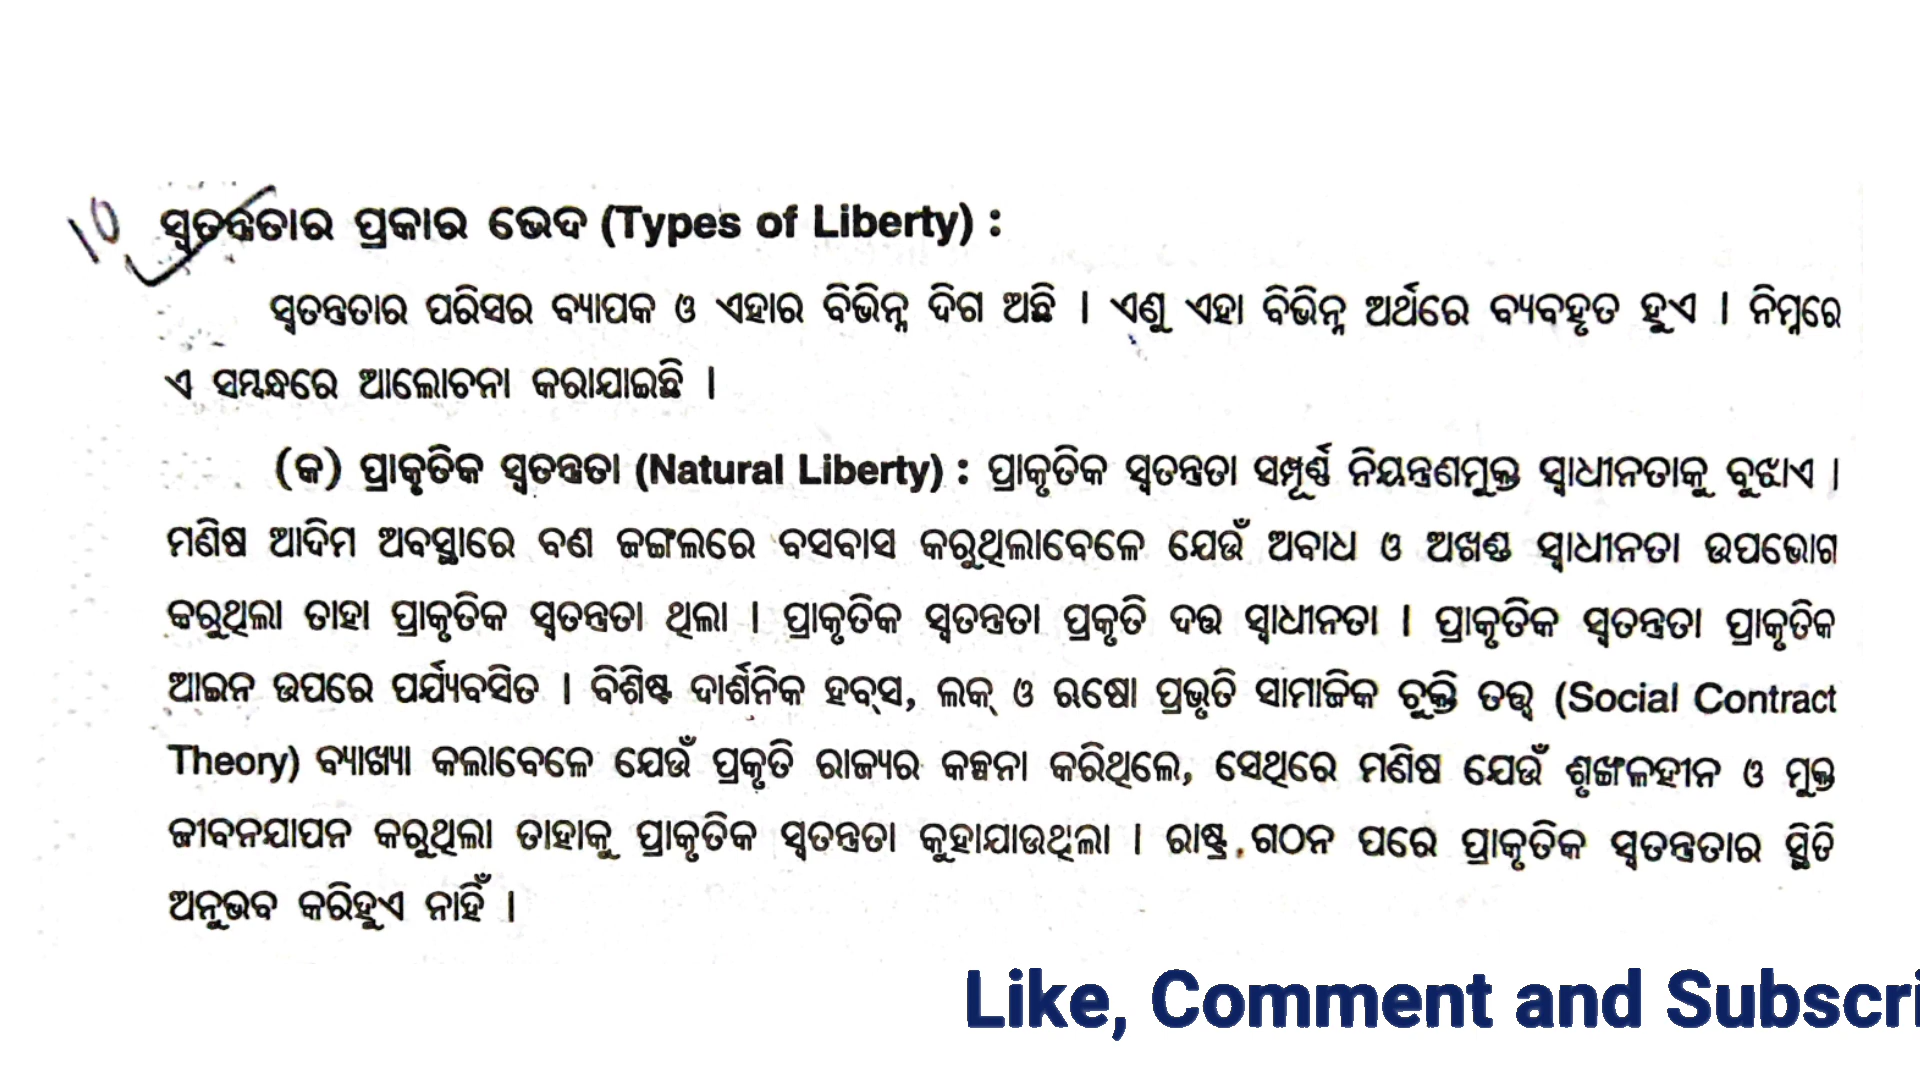 ସ୍ୱତନ୍ତ୍ରତାର ପ୍ରକାର ଭେଦ (Types of Liberty) :
ସ୍ୱତନ୍ତ୍ରତାର ପରିସର ବ୍ୟାପକ ଓ ଏହାର ବିଭିନ୍ନ ଦିଗ ଅଛି । ଏଣୁ ଏହା ବିଭିନ୍ନ ଅର୍ଥରେ ବ୍ୟବହୃତ ହୁଏ । ନିମ୍ନରେ
ଏ ସମ୍ବନ୍ଧରେ ଆଲୋଚନା କରାଯାଇଛି ।
(କ) ପ୍ରାକୃତିକ ସ୍ୱତନ୍ତ୍ରତା (Natural Liberty) : ପ୍ରାକୃତିକ ସ୍ୱତନ୍ତ୍ରତା ସମ୍ପୂର୍ଣ୍ଣ ନିୟନ୍ତ୍ରଣମୁକ୍ତ ସ୍ୱାଧୀନତାକୁ ବୁଝାଏ ।
ମଣିଷ ଆଦିମ ଅବସ୍ଥାରେ ବଣ ଜଙ୍ଗଲରେ ବସବାସ କରୁଥିଲାବେଳେ ଯେଉଁ ଅବାଧ ଓ ଅଖଣ୍ଡ ସ୍ୱାଧୀନତା ଉପଭୋଗ
କରୁଥିଲା ତାହା ପ୍ରାକୃତିକ ସ୍ୱତନ୍ତ୍ରତା ଥିଲା । ପ୍ରାକୃତିକ ସ୍ୱତନ୍ତ୍ରତା ପ୍ରକୃତି ଦତ୍ତ ସ୍ୱାଧୀନତା । ପ୍ରାକୃତିକ ସ୍ୱତନ୍ତ୍ରତା ପ୍ରାକୃତିକ
ଆଇନ ଉପରେ ପର୍ଯ୍ୟବସିତ । ବିଶିଷ୍ଟ ଦାର୍ଶନିକ ହବ୍‌ସ, ଲକ୍ ଓ ଋଷୋ ପ୍ରଭୃତି ସାମାଜିକ ଚୁକ୍ତି ତତ୍ତ୍ୱ (Social Contract
Theory) ବ୍ୟାଖ୍ୟା କଲାବେଳେ ଯେଉଁ ପ୍ରକୃତି ରାଜ୍ୟର କଳ୍ପନା କରିଥିଲେ, ସେଥିରେ ମଣିଷ ଯେଉଁ ଶୃଙ୍ଖଳହୀନ ଓ ମୁକ୍ତ
ଜୀବନଯାପନ କରୁଥିଲା ତାହାକୁ ପ୍ରାକୃତିକ ସ୍ୱତନ୍ତ୍ରତା କୁହାଯାଉଥିଲା । ରାଷ୍ଟ୍ର ଗଠନ ପରେ ପ୍ରାକୃତିକ ସ୍ୱତନ୍ତ୍ରତାର ସ୍ଥିତି
ଅନୁଭବ କରିହୁଏ ନାହିଁ ।
Like, Comment and Subscri